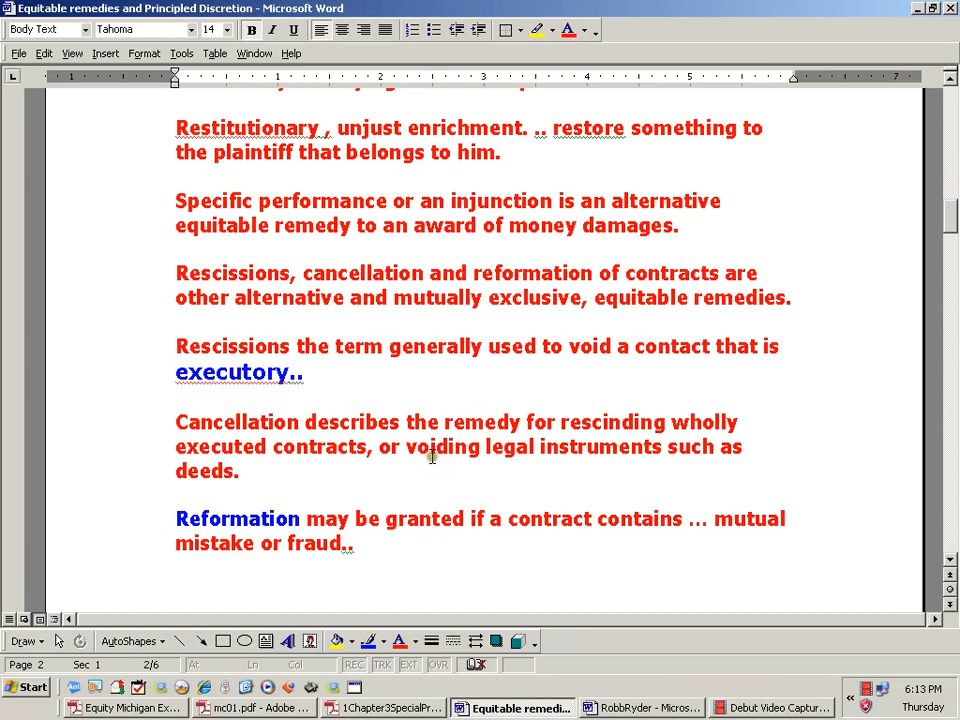 Equitable remedies and Principled Discretion - Microsoft Word
Body Text Tahoma 14 B I U
File Edit View Insert Format Tools Table Window Help
1 1 2 3 4 5 7
Restitutionary , unjust enrichment. .. restore something to
the plaintiff that belongs to him.
Specific performance or an injunction is an alternative
equitable remedy to an award of money damages.
Rescissions, cancellation and reformation of contracts are
other alternative and mutually exclusive, equitable remedies.
Rescissions the term generally used to void a contact that is
executory..
Cancellation describes the remedy for rescinding wholly
executed contracts, or voiding legal instruments such as
deeds.
Reformation may be granted if a contract contains ... mutual
mistake or fraud..
Draw AutoShapes
Page 2 Sec 1 2/6 At Ln Col REC TRK EXT OVR
Start 6:13 PM
Thursday
Equity Michigan Ex... mc01.pdf - Adobe ... 1Chapter3SpecialPr... Equitable remedi... RobbRyder - Micros... Debut Video Captur...